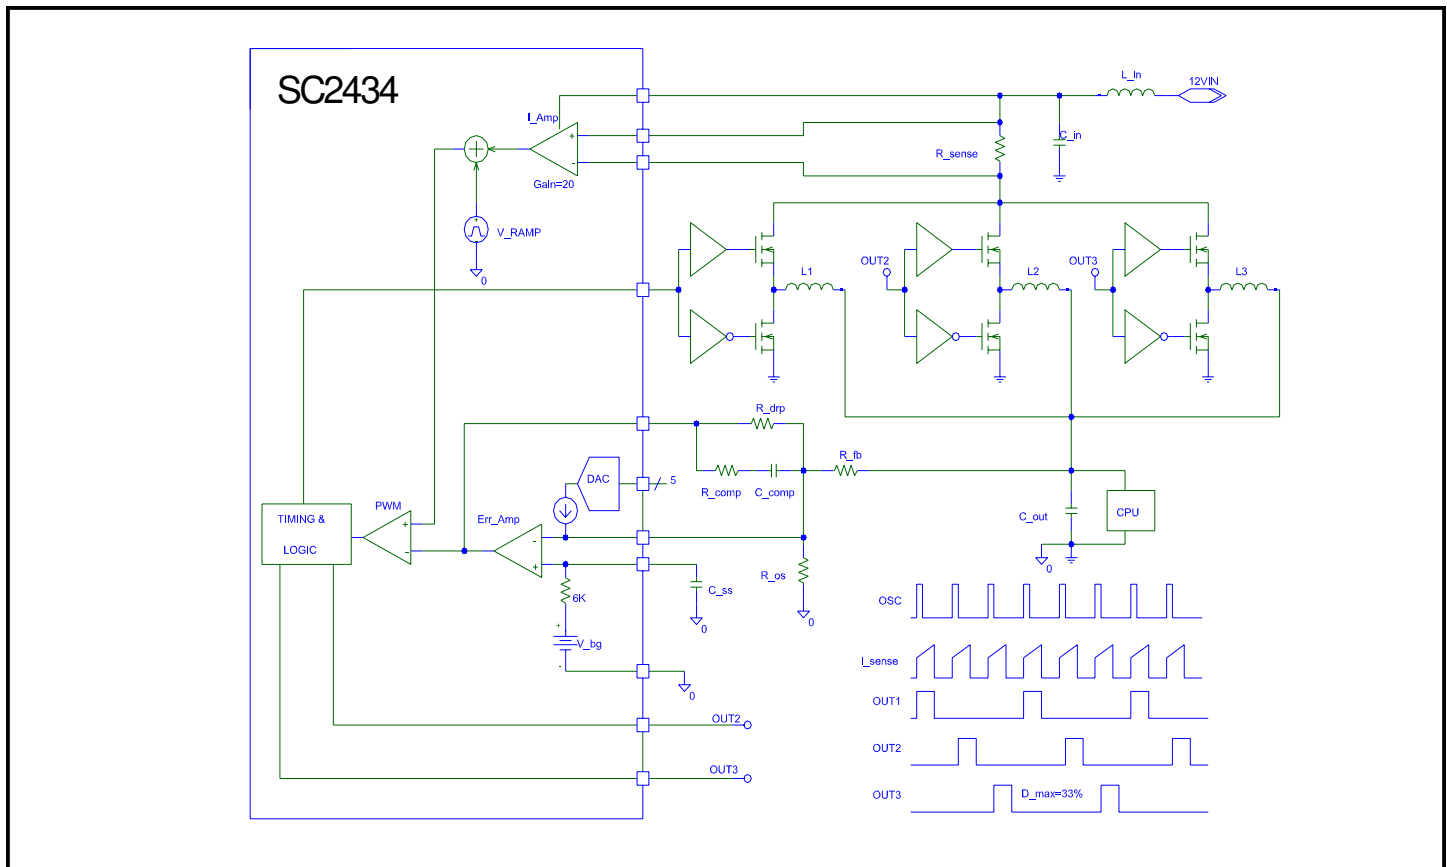 SC2434
L_In
12VIN
I_Amp
+
-
C_in
R_sense
GaIn=20
+
V_RAMP
0
OUT2
OUT3
L1
L2
L3
R_drp
R_fb
DAC
5
R_comp
C_comp
PWM
TIMING &
LOGIC
+
-
Err_Amp
-
+
C_out
CPU
0
6K
C_ss
R_os
0
0
+
V_bg
-
0
OSC
I_sense
OUT1
OUT2
OUT2
OUT3
OUT3
D_max=33%